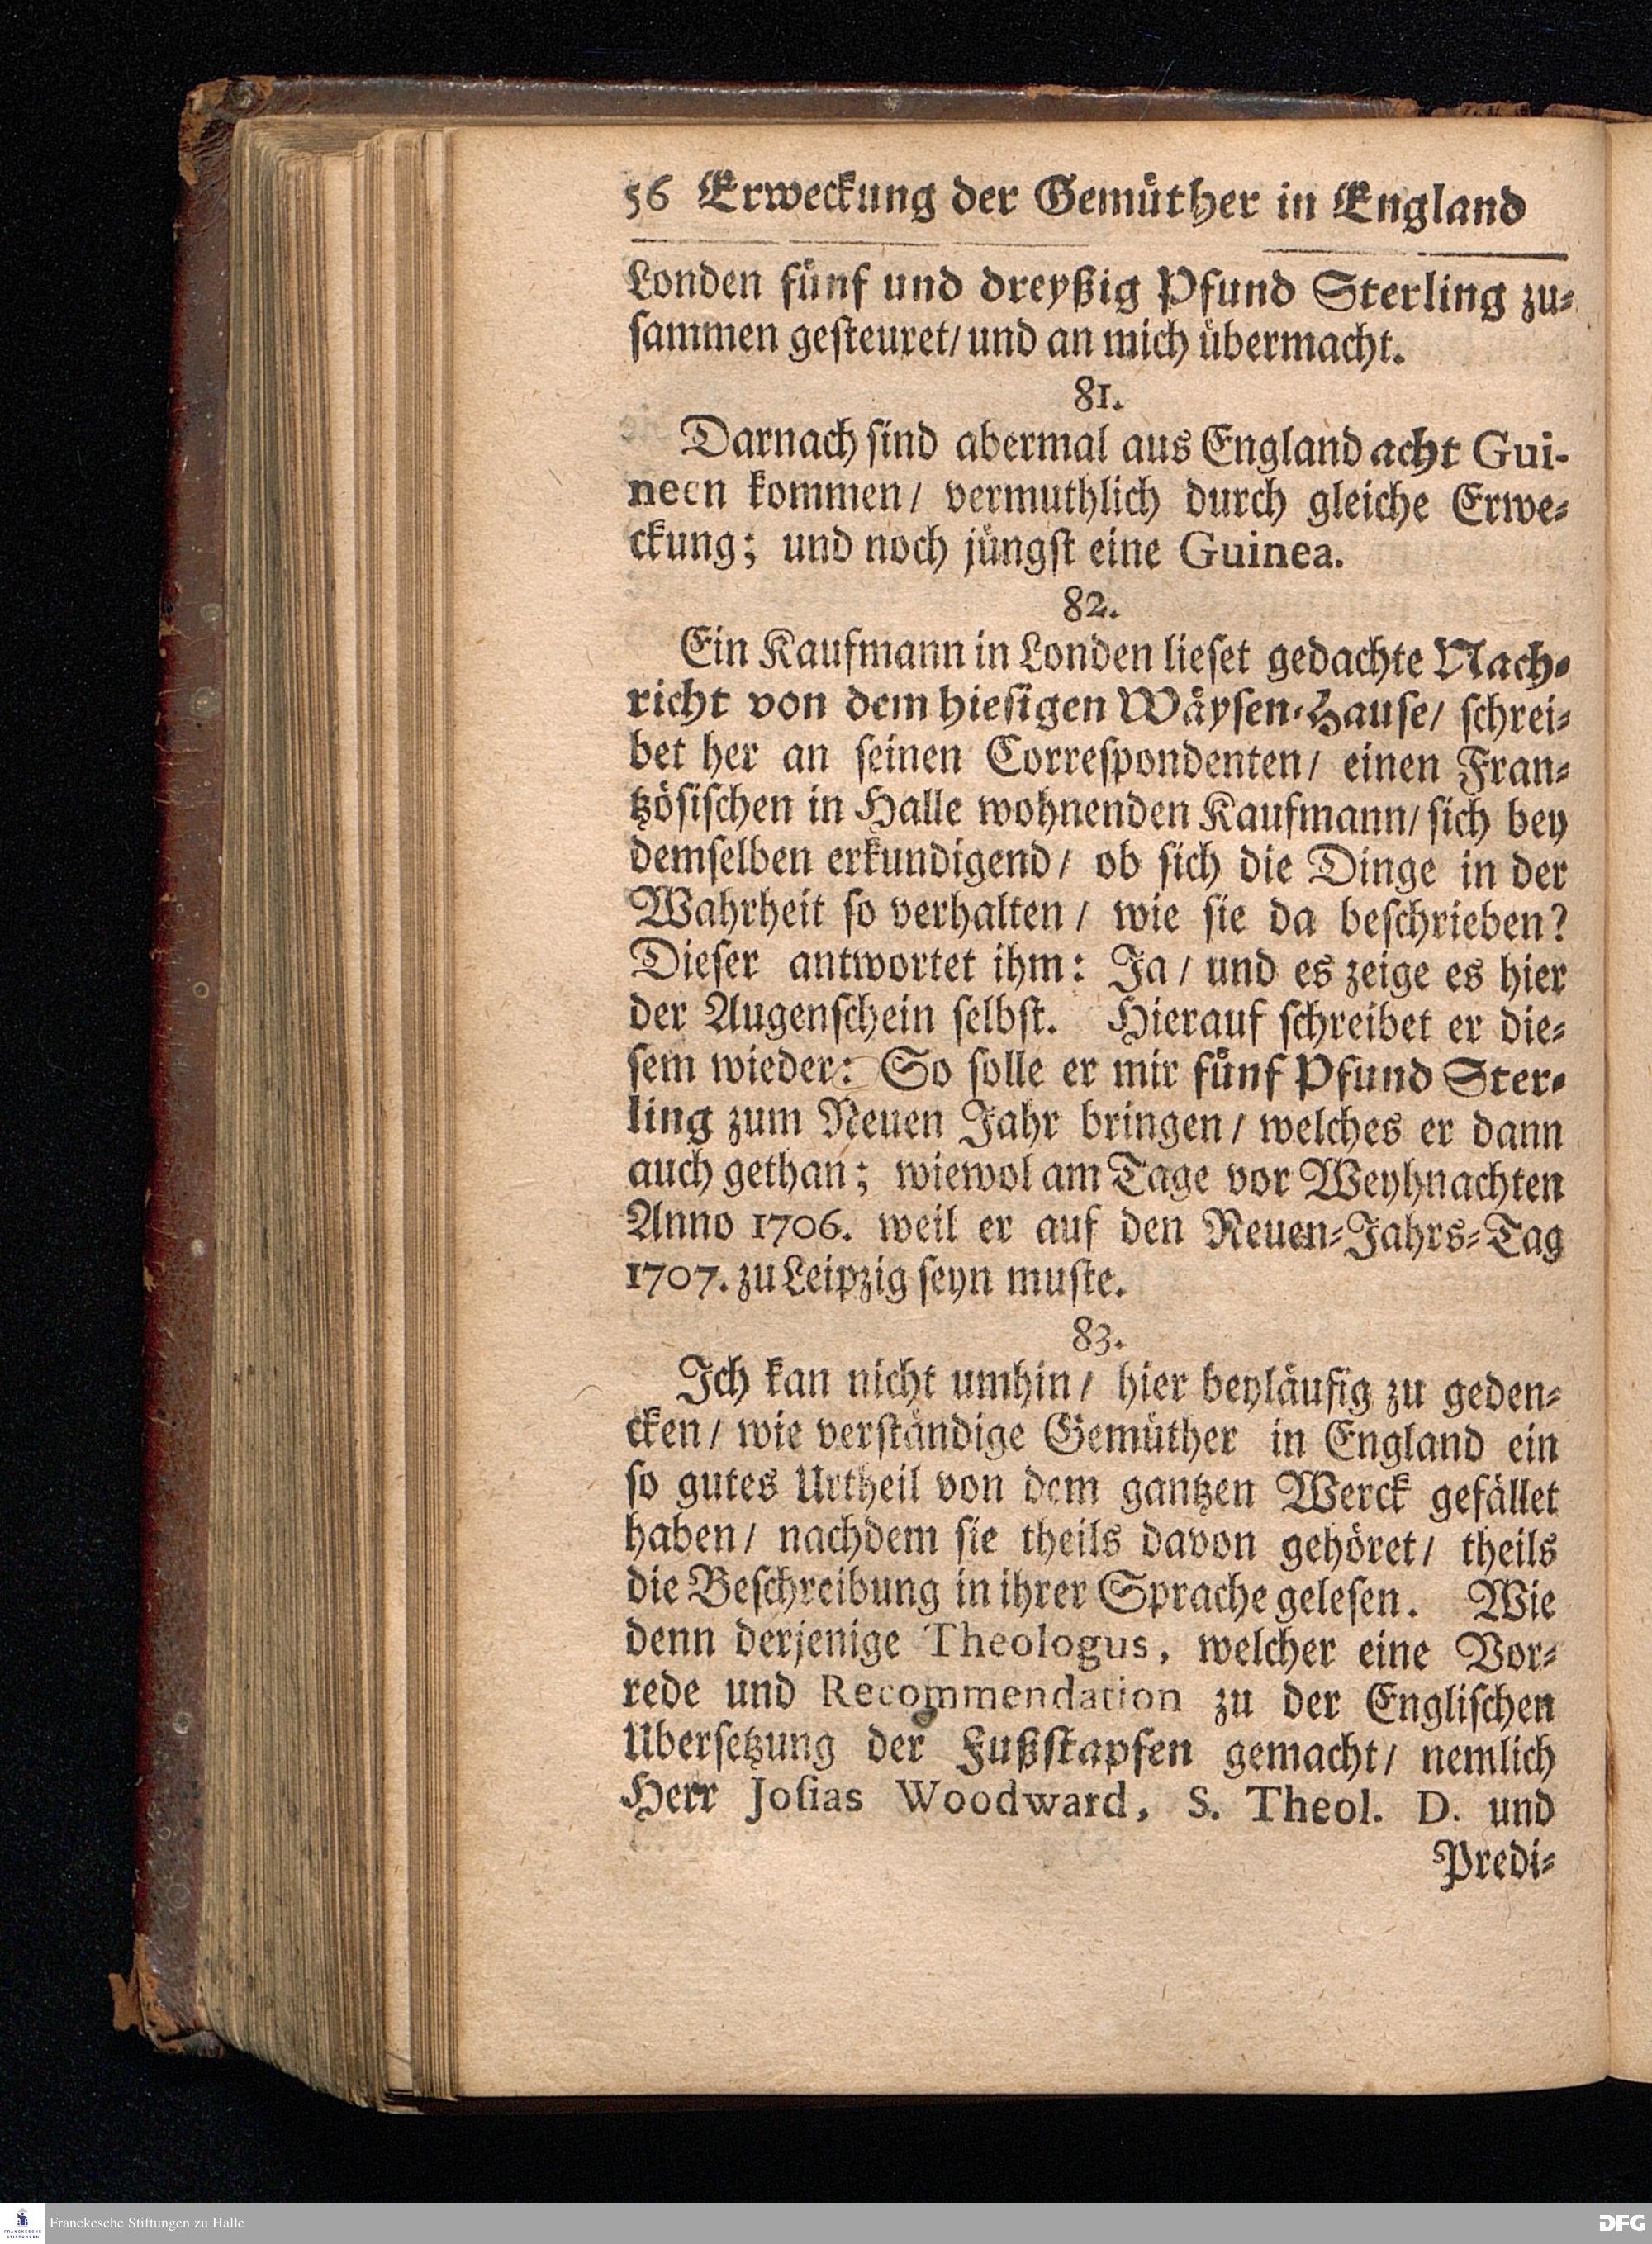 56 Erweckung der Gemüther in England
Londen fünf und dreyßig Pfund Sterling zu⸗
ſammen geſteuret/ und an mich übermacht.
81.
Darnach ſind abermal aus England acht Gui-
neen kommen/ vermuthlich durch gleiche Erwe⸗
ckung; und noch jüngſt eine Guinea.
82.
Ein Kaufmann in Londen lieſet gedachte Nach⸗
richt von dem hieſigen Wäyſen⸗Hauſe/ ſchrei⸗
bet her an ſeinen Correſpondenten/ einen Fran⸗
tzöſiſchen in Halle wohnenden Kaufmann/ ſich bey
demſelben erkundigend/ ob ſich die Dinge in der
Wahrheit ſo verhalten/ wie ſie da beſchrieben?
Dieſer antwortet ihm: Ja/ und es zeige es hier
der Augenſchein ſelbſt. Hierauf ſchreibet er die⸗
ſem wieder: So ſolle er mir fünf Pfund Ster⸗
ling zum Neuen Jahr bringen/ welches er dann
auch gethan; wiewol am Tage vor Weyhnachten
Anno 1706. weil er auf den Neuen⸗Jahrs⸗Tag
1707. zu Leipzig ſeyn muſte.
83.
Ich kan nicht umhin/ hier beyläufig zu geden⸗
cken/ wie verſtändige Gemüther in England ein
ſo gutes Urtheil von dem gantzen Werck gefället
haben/ nachdem ſie theils davon gehöret/ theils
die Beſchreibung in ihrer Sprache geleſen. Wie
denn derjenige Theologus, welcher eine Vor⸗
rede und Recommendation zu der Engliſchen
Uberſetzung der Fußſtapfen gemacht/ nemlich
Herr Joſias Woodward, S. Theol. D. und
Predi⸗
FRANCKESCHE
STIFTUNGEN
Franckesche Stiftungen zu Halle
DFG